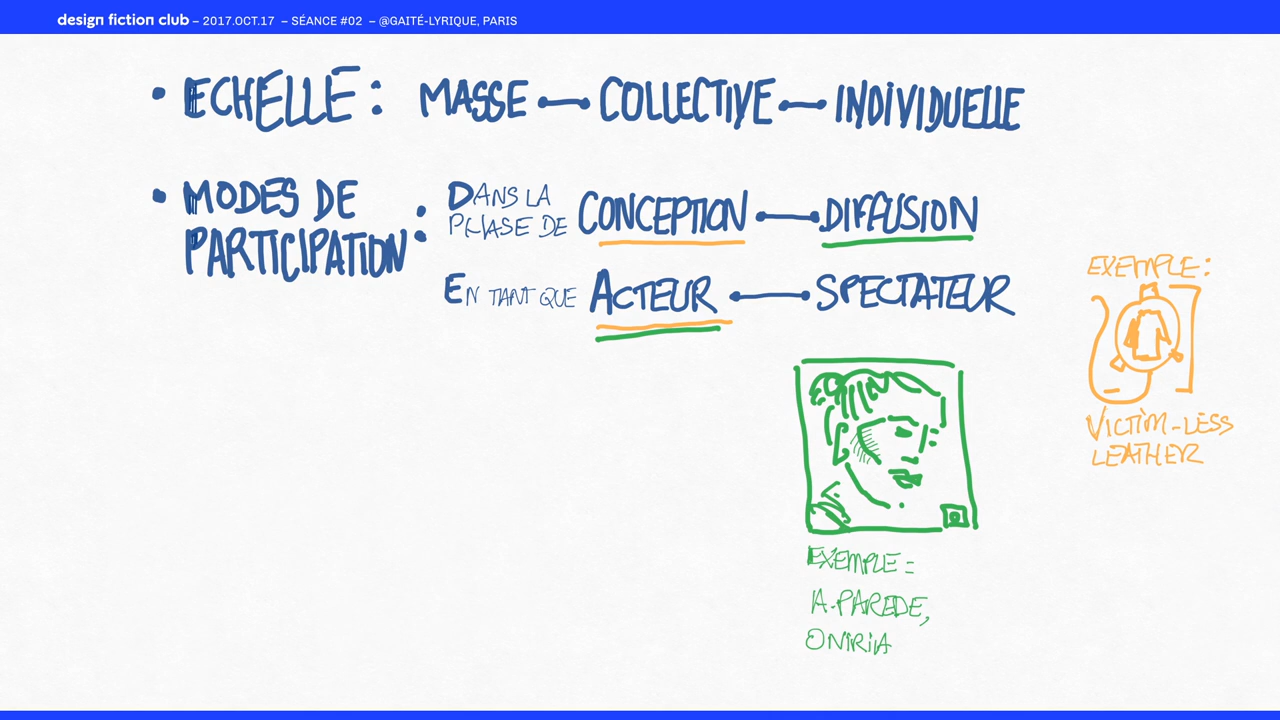 design fiction club – 2017.OCT.17 – SÉANCE #02 – @GAITÉ-LYRIQUE, PARIS
• ECHELLE : MASSE •—• COLLECTIVE •—• INDIVIDUELLE
• MODES DE PARTICIPATION :
DANS LA PHASE DE CONCEPTION •—• DIFFUSION
EN TANT QUE ACTEUR •—• SPECTATEUR
EXEMPLE :
VICTIM-LESS
LEATHER
EXEMPLE =
A. PAREDE,
ONIRIA